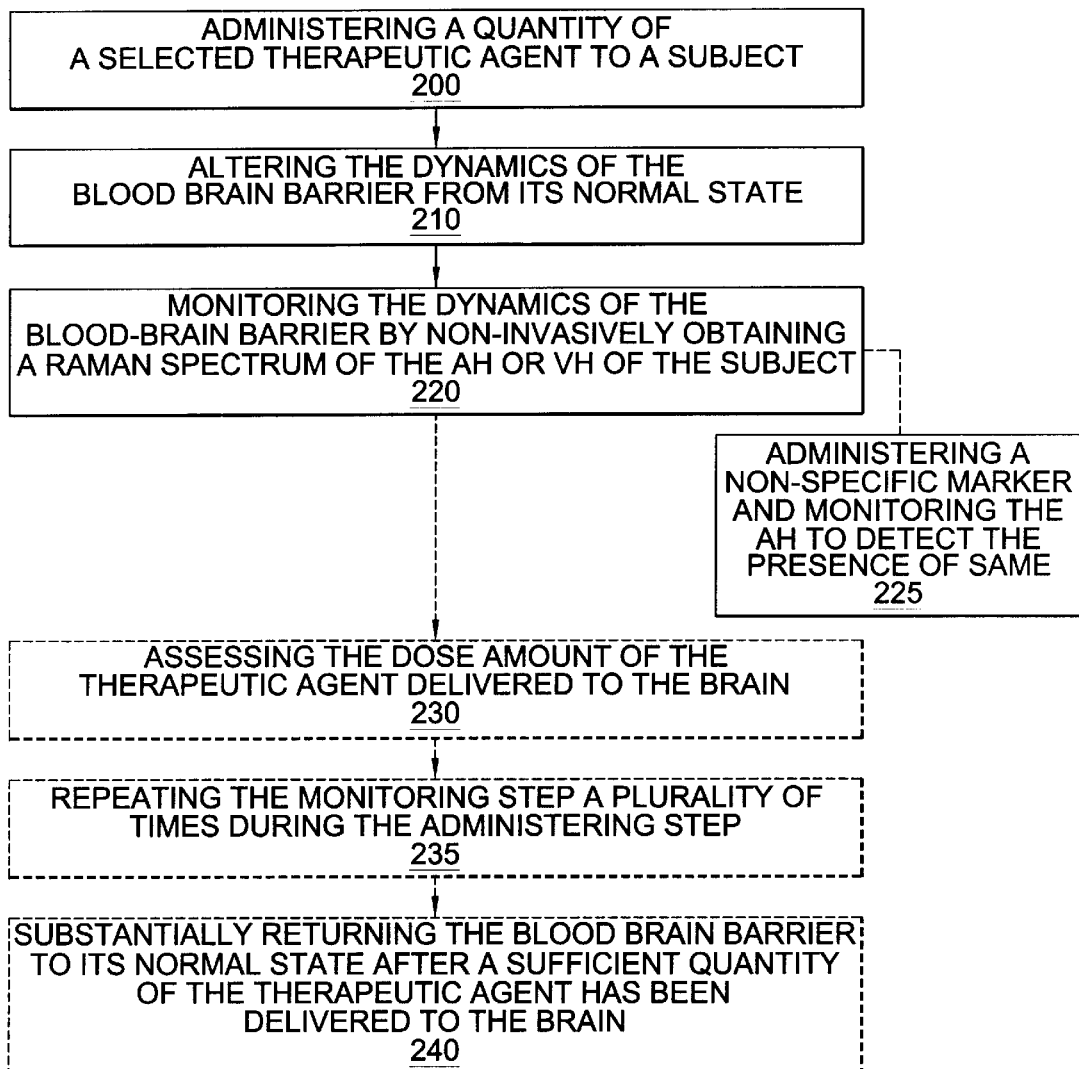 ADMINISTERING A QUANTITY OF
A SELECTED THERAPEUTIC AGENT TO A SUBJECT
200
ALTERING THE DYNAMICS OF THE
BLOOD BRAIN BARRIER FROM ITS NORMAL STATE
210
MONITORING THE DYNAMICS OF THE
BLOOD-BRAIN BARRIER BY NON-INVASIVELY OBTAINING
A RAMAN SPECTRUM OF THE AH OR VH OF THE SUBJECT
220
ADMINISTERING A
NON-SPECIFIC MARKER
AND MONITORING THE
AH TO DETECT THE
PRESENCE OF SAME
225
ASSESSING THE DOSE AMOUNT OF THE
THERAPEUTIC AGENT DELIVERED TO THE BRAIN
230
REPEATING THE MONITORING STEP A PLURALITY OF
TIMES DURING THE ADMINISTERING STEP
235
SUBSTANTIALLY RETURNING THE BLOOD BRAIN BARRIER
TO ITS NORMAL STATE AFTER A SUFFICIENT QUANTITY
OF THE THERAPEUTIC AGENT HAS BEEN
DELIVERED TO THE BRAIN
240